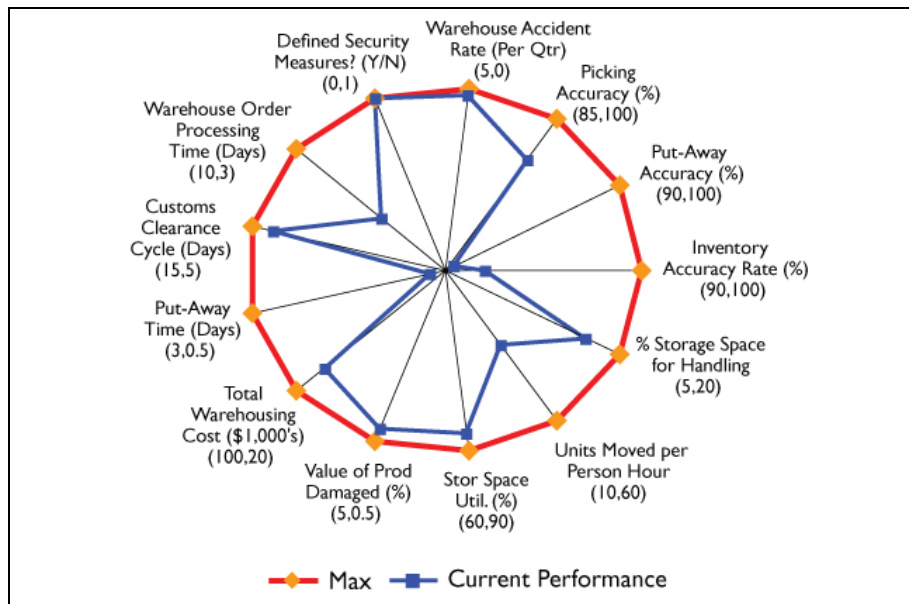 Warehouse Accident
Rate (Per Qtr)
(5,0)
Picking
Accuracy (%)
(85,100)
Put-Away
Accuracy (%)
(90,100)
Inventory
Accuracy Rate (%)
(90,100)
% Storage Space
for Handling
(5,20)
Units Moved per
Person Hour
(10,60)
Stor Space
Util. (%)
(60,90)
Value of Prod
Damaged (%)
(5,0.5)
Total
Warehousing
Cost ($1,000's)
(100,20)
Put-Away
Time (Days)
(3,0.5)
Customs
Clearance
Cycle (Days)
(15,5)
Warehouse Order
Processing
Time (Days)
(10,3)
Defined Security
Measures? (Y/N)
(0,1)
Max
Current Performance